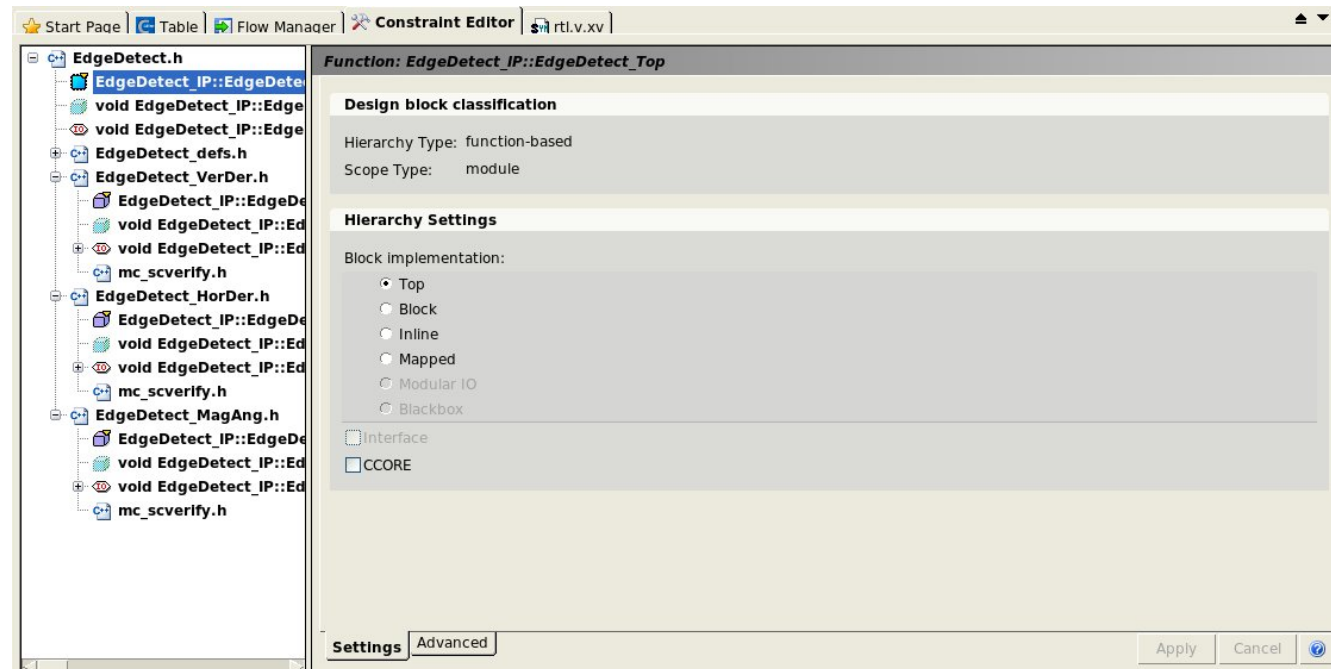 Start Page Table Flow Manager Constraint Editor rtl.v.xv
EdgeDetect.h
EdgeDetect_IP::EdgeDete
void EdgeDetect_IP::Edge
void EdgeDetect_IP::Edge
EdgeDetect_defs.h
EdgeDetect_VerDer.h
EdgeDetect_IP::EdgeDe
void EdgeDetect_IP::Ed
void EdgeDetect_IP::Ed
mc_scverify.h
EdgeDetect_HorDer.h
EdgeDetect_IP::EdgeDe
void EdgeDetect_IP::Ed
void EdgeDetect_IP::Ed
mc_scverify.h
EdgeDetect_MagAng.h
EdgeDetect_IP::EdgeDe
void EdgeDetect_IP::Ed
void EdgeDetect_IP::Ed
mc_scverify.h
Function: EdgeDetect_IP::EdgeDetect_Top
Design block classification
Hierarchy Type: function-based
Scope Type: module
Hierarchy Settings
Block implementation:
Top
Block
Inline
Mapped
Modular IO
Blackbox
Interface
CCORE
Settings Advanced
Apply Cancel